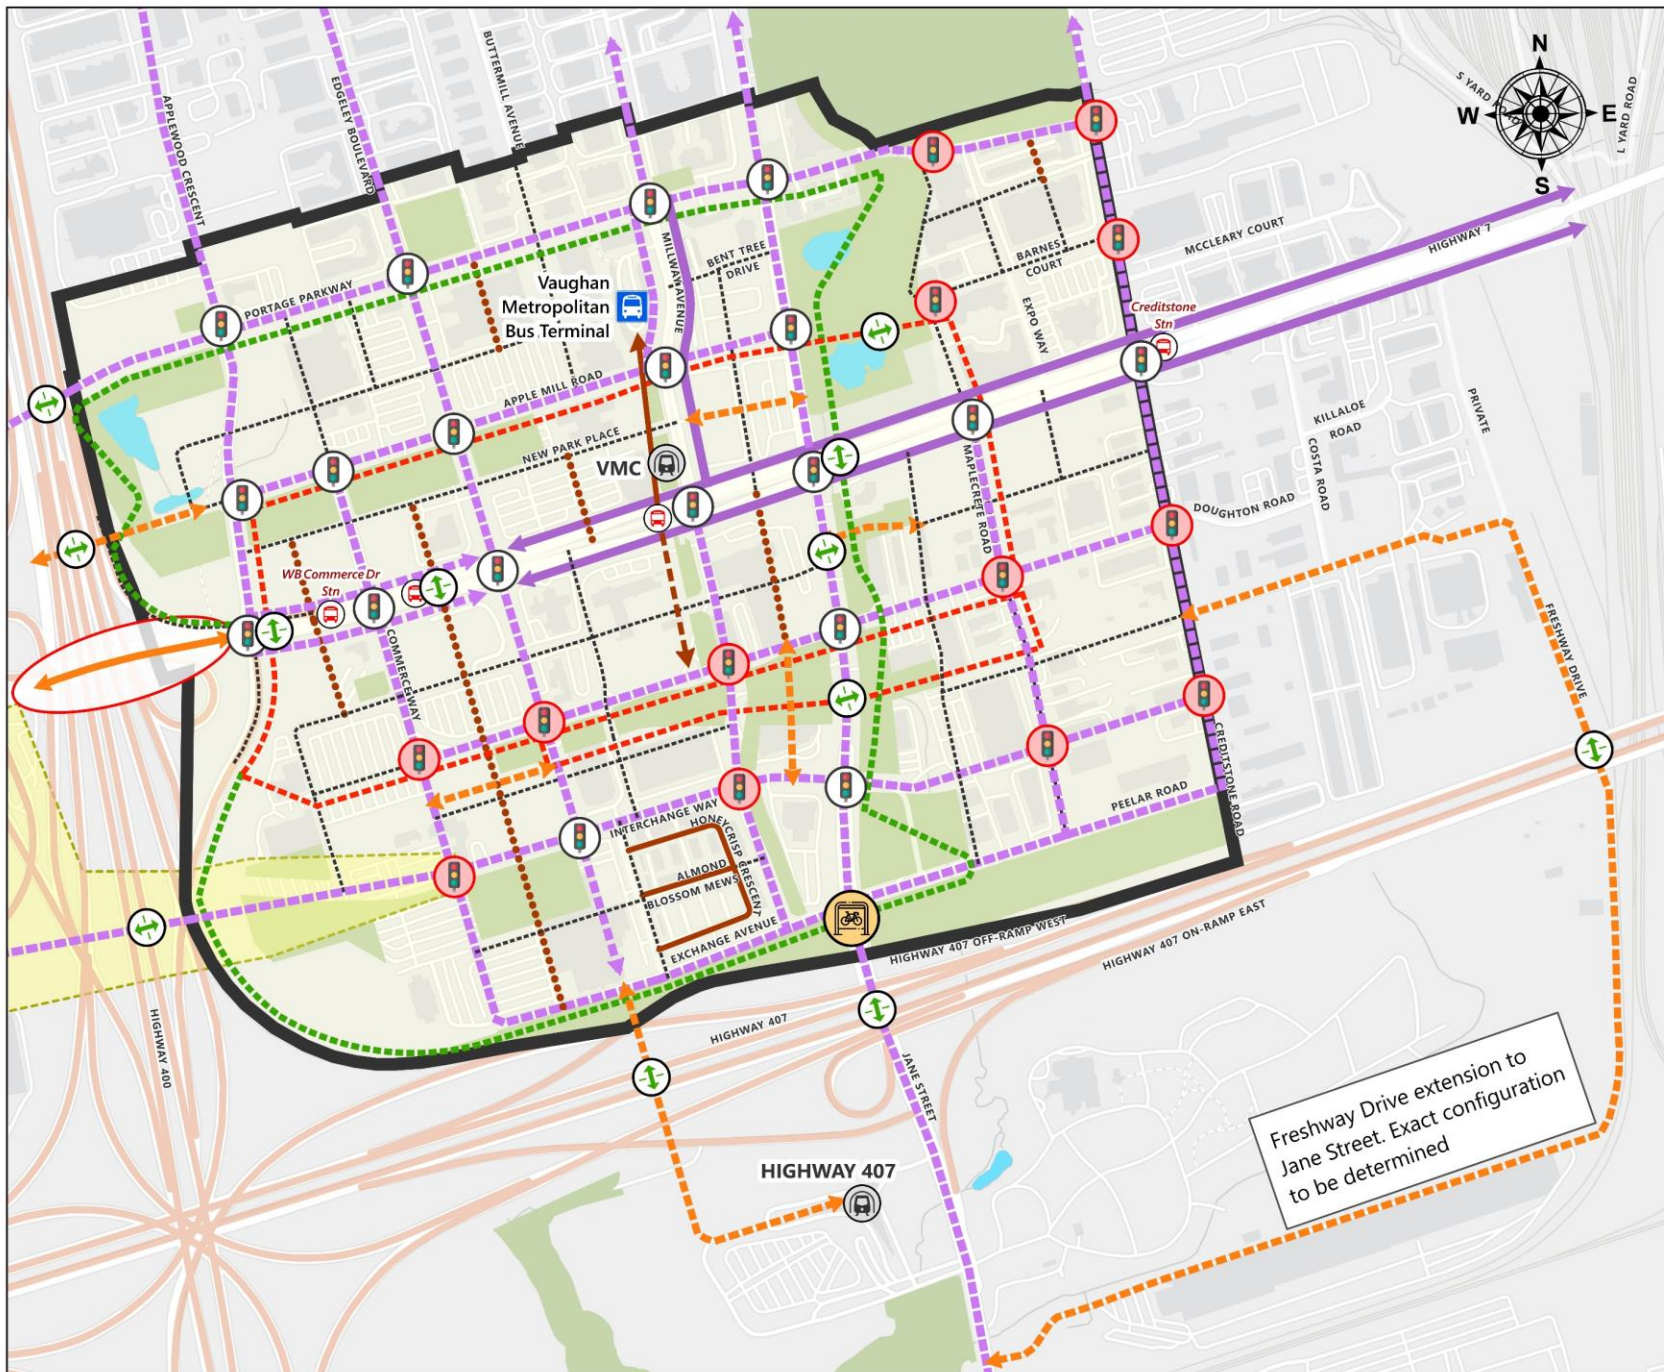 N
W
E
S
S YARD ROAD
L YARD ROAD
APPLEWOOD CRESCENT
EDGELEY BOULEVARD
BUTTERMILL AVENUE
PORTAGE PARKWAY
Vaughan
Metropolitan
Bus Terminal
MILLWAY AVENUE
BENT TREE
DRIVE
BARNES
COURT
EXPO WAY
MCCLEARY COURT
HIGHWAY 7
Creditstone
Stn
APPLE MILL ROAD
NEW PARK PLACE
VMC
MAPLECRETE ROAD
KILLALOE
ROAD
COSTA ROAD
PRIVATE
DOUGHTON ROAD
WB Commerce Dr
Stn
COMMERCE WAY
FRESHWAY DRIVE
CREDITSTONE ROAD
PEELAR ROAD
INTERCHANGE WAY
HONEYCRISP CRESCENT
ALMOND
BLOSSOM MEWS
EXCHANGE AVENUE
HIGHWAY 407 OFF-RAMP WEST
HIGHWAY 407 ON-RAMP EAST
HIGHWAY 407
HIGHWAY 400
JANE STREET
HIGHWAY 407
Freshway Drive extension to
Jane Street. Exact configuration
to be determined